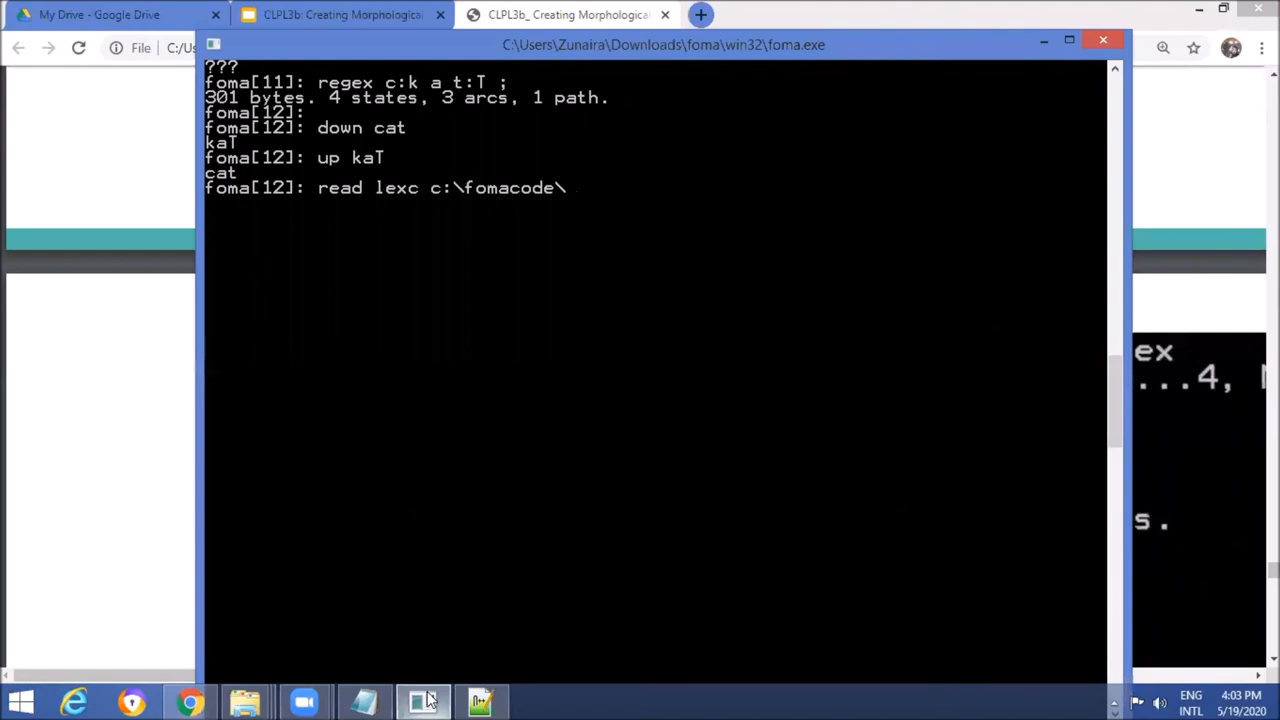 My Drive - Google Drive
CLPL3b: Creating Morphological
CLPL3b_ Creating Morphological
File
C:/Us
C:\Users\Zunaira\Downloads\foma\win32\foma.exe
???
foma[11]: regex c:k a t:T ;
301 bytes. 4 states, 3 arcs, 1 path.
foma[12]:
foma[12]: down cat
kaT
foma[12]: up kaT
cat
foma[12]: read lexc c:\fomacode\
ex
...4,
s.
ENG
INTL
4:03 PM
5/19/2020